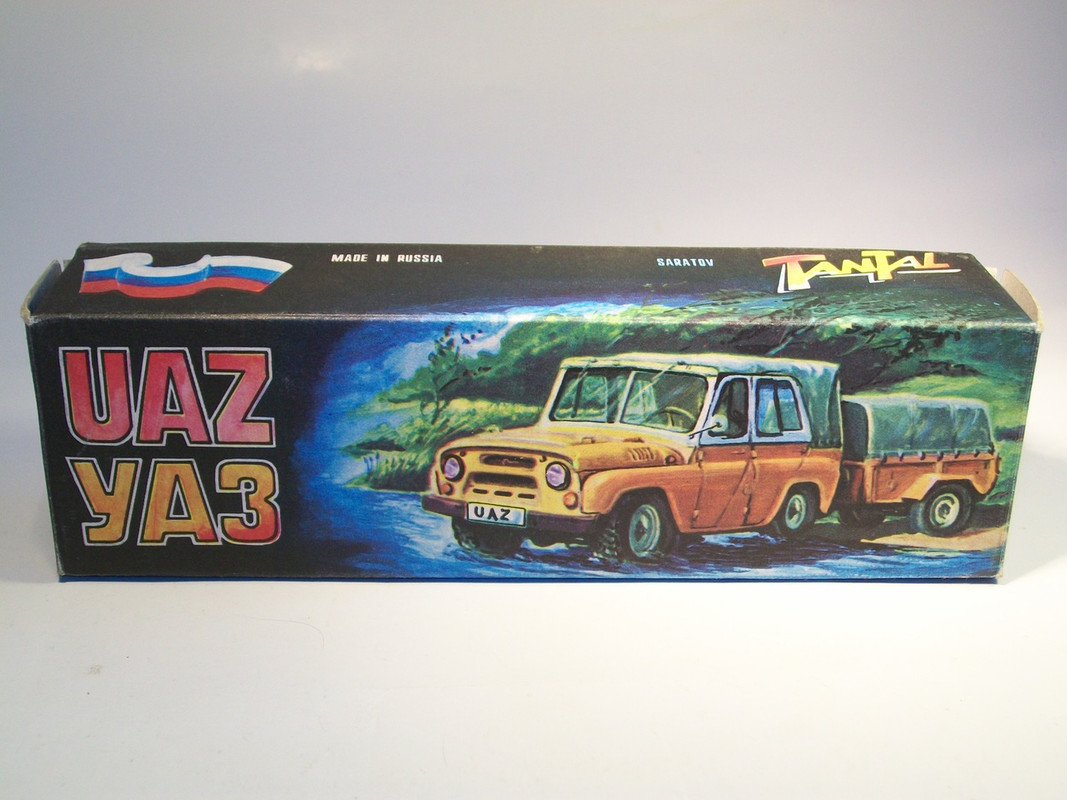 MADE IN RUSSIA
SARATOV
TANTAL
UAZ
УАЗ
UAZ